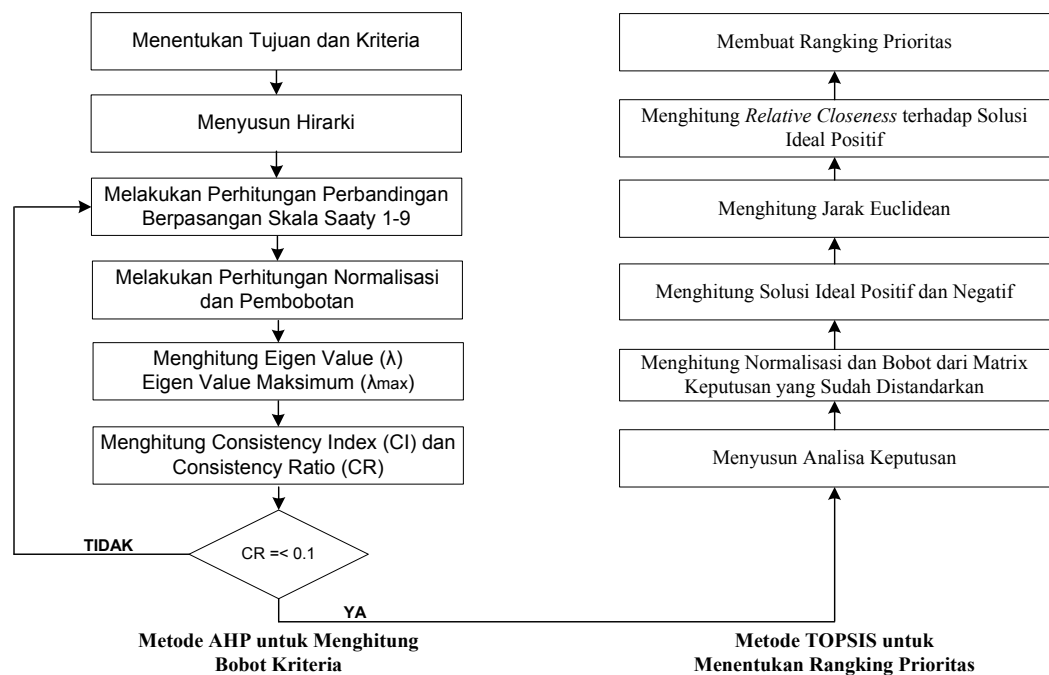 Menentukan Tujuan dan Kriteria
Menyusun Hirarki
Melakukan Perhitungan Perbandingan
Berpasangan Skala Saaty 1-9
Melakukan Perhitungan Normalisasi
dan Pembobotan
Menghitung Eigen Value (λ)
Eigen Value Maksimum (λmax)
Menghitung Consistency Index (CI) dan
Consistency Ratio (CR)
CR =< 0.1
TIDAK
YA
Metode AHP untuk Menghitung
Bobot Kriteria
Membuat Rangking Prioritas
Menghitung Relative Closeness terhadap Solusi
Ideal Positif
Menghitung Jarak Euclidean
Menghitung Solusi Ideal Positif dan Negatif
Menghitung Normalisasi dan Bobot dari Matrix
Keputusan yang Sudah Distandarkan
Menyusun Analisa Keputusan
Metode TOPSIS untuk
Menentukan Rangking Prioritas